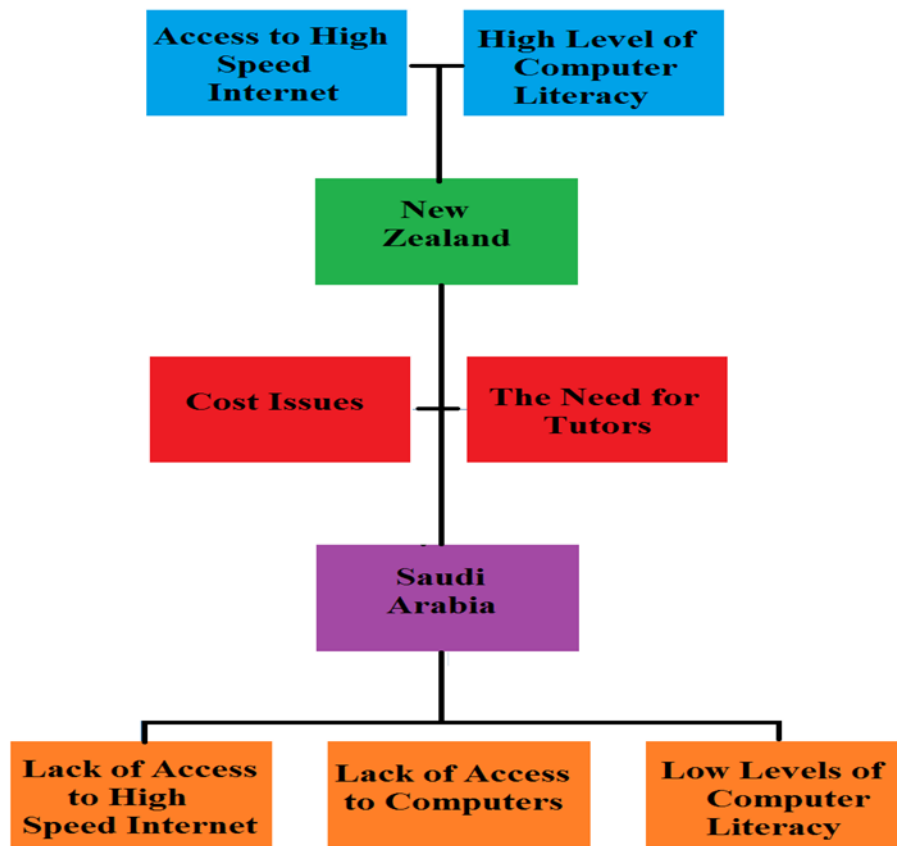 Access to High
Speed
Internet
High Level of
Computer
Literacy
New
Zealand
Cost Issues
The Need for
Tutors
Saudi
Arabia
Lack of Access
to High
Speed Internet
Lack of Access
to Computers
Low Levels of
Computer
Literacy